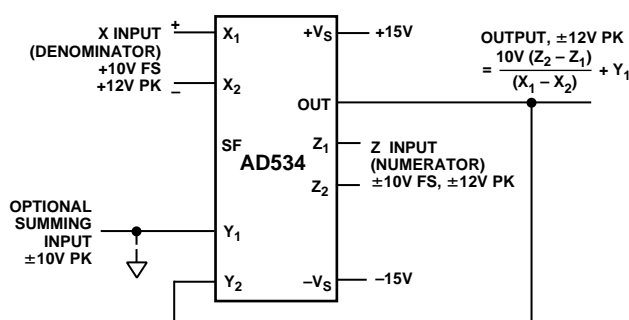 X INPUT
(DENOMINATOR)
+10V FS
+12V PK
+
–
X1
X2
SF
Y1
Y2
AD534
+VS
OUT
Z1
Z2
–VS
+15V
OUTPUT, ±12V PK
= 10V (Z2 – Z1) / (X1 – X2) + Y1
Z INPUT
(NUMERATOR)
±10V FS, ±12V PK
OPTIONAL
SUMMING
INPUT
±10V PK
–15V